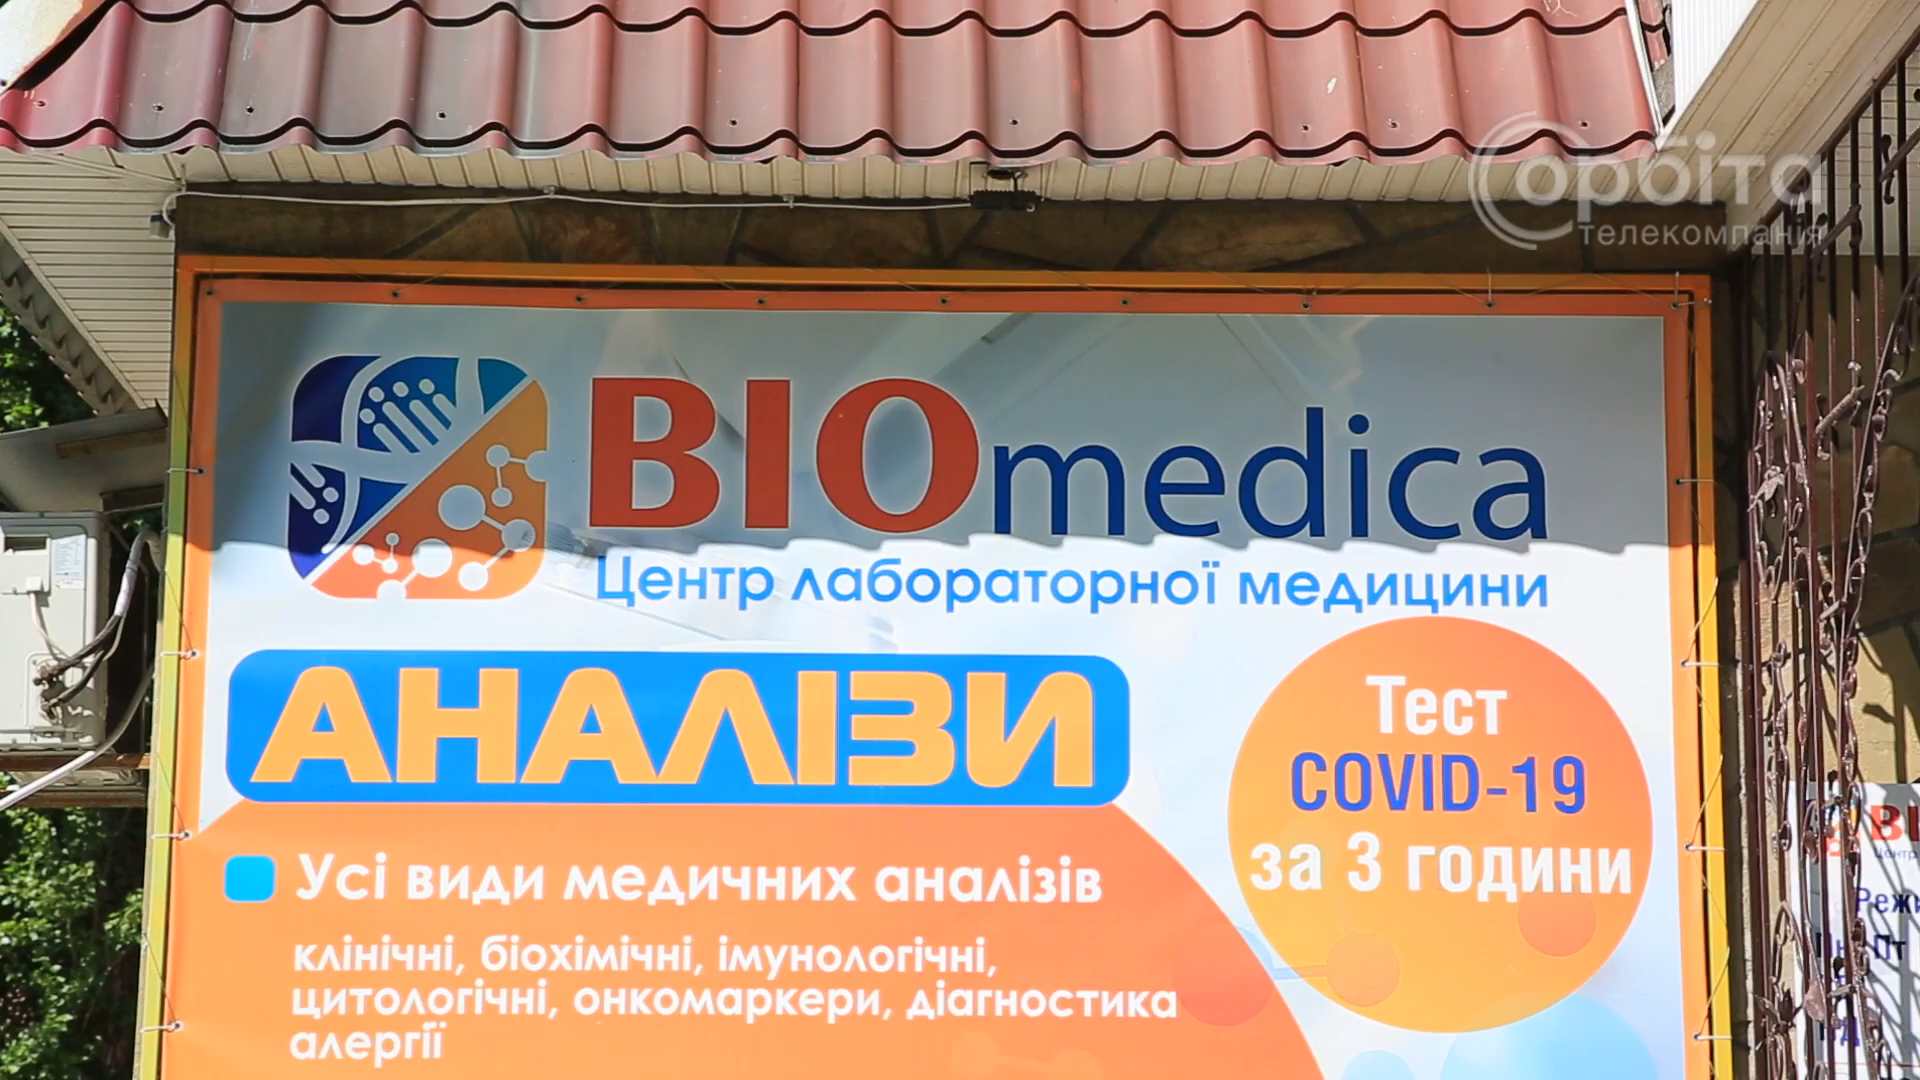 орбіта
телекомпанія
BIOmedica
Центр лабораторної медицини
АНАЛІЗИ
Тест
COVID-19
за 3 години
Усі види медичних аналізів
клінічні, біохімічні, імунологічні,
цитологічні, онкомаркери, діагностика
алергії
Пт